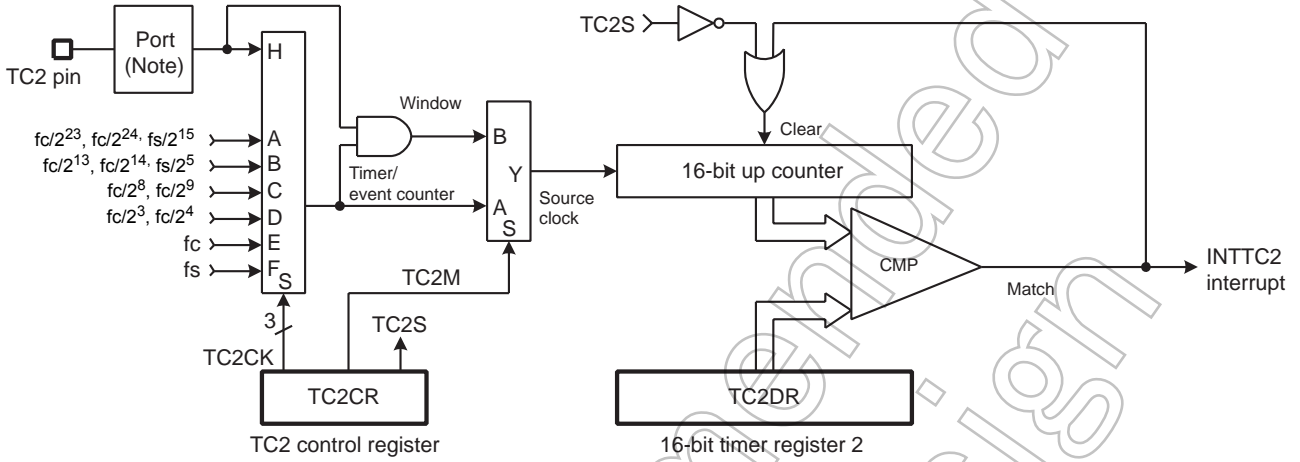 TC2 pin
Port
(Note)
H
fc/2^23, fc/2^24, fs/2^15
A
fc/2^13, fc/2^14, fs/2^5
B
fc/2^8, fc/2^9
C
fc/2^3, fc/2^4
D
fc
E
fs
F
S
Window
Timer/
event counter
B
Y
A
S
Source
clock
TC2S
Clear
16-bit up counter
CMP
Match
INTTC2
interrupt
TC2M
3
TC2S
TC2CK
TC2CR
TC2 control register
TC2DR
16-bit timer register 2
mended
sign